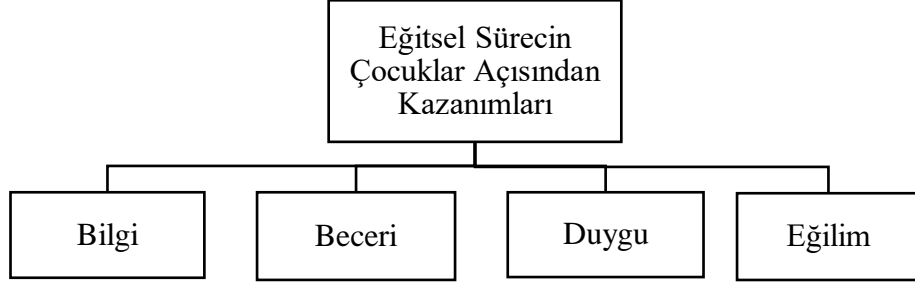 Eğitsel Sürecin
Çocuklar Açısından
Kazanımları
Bilgi
Beceri
Duygu
Eğilim